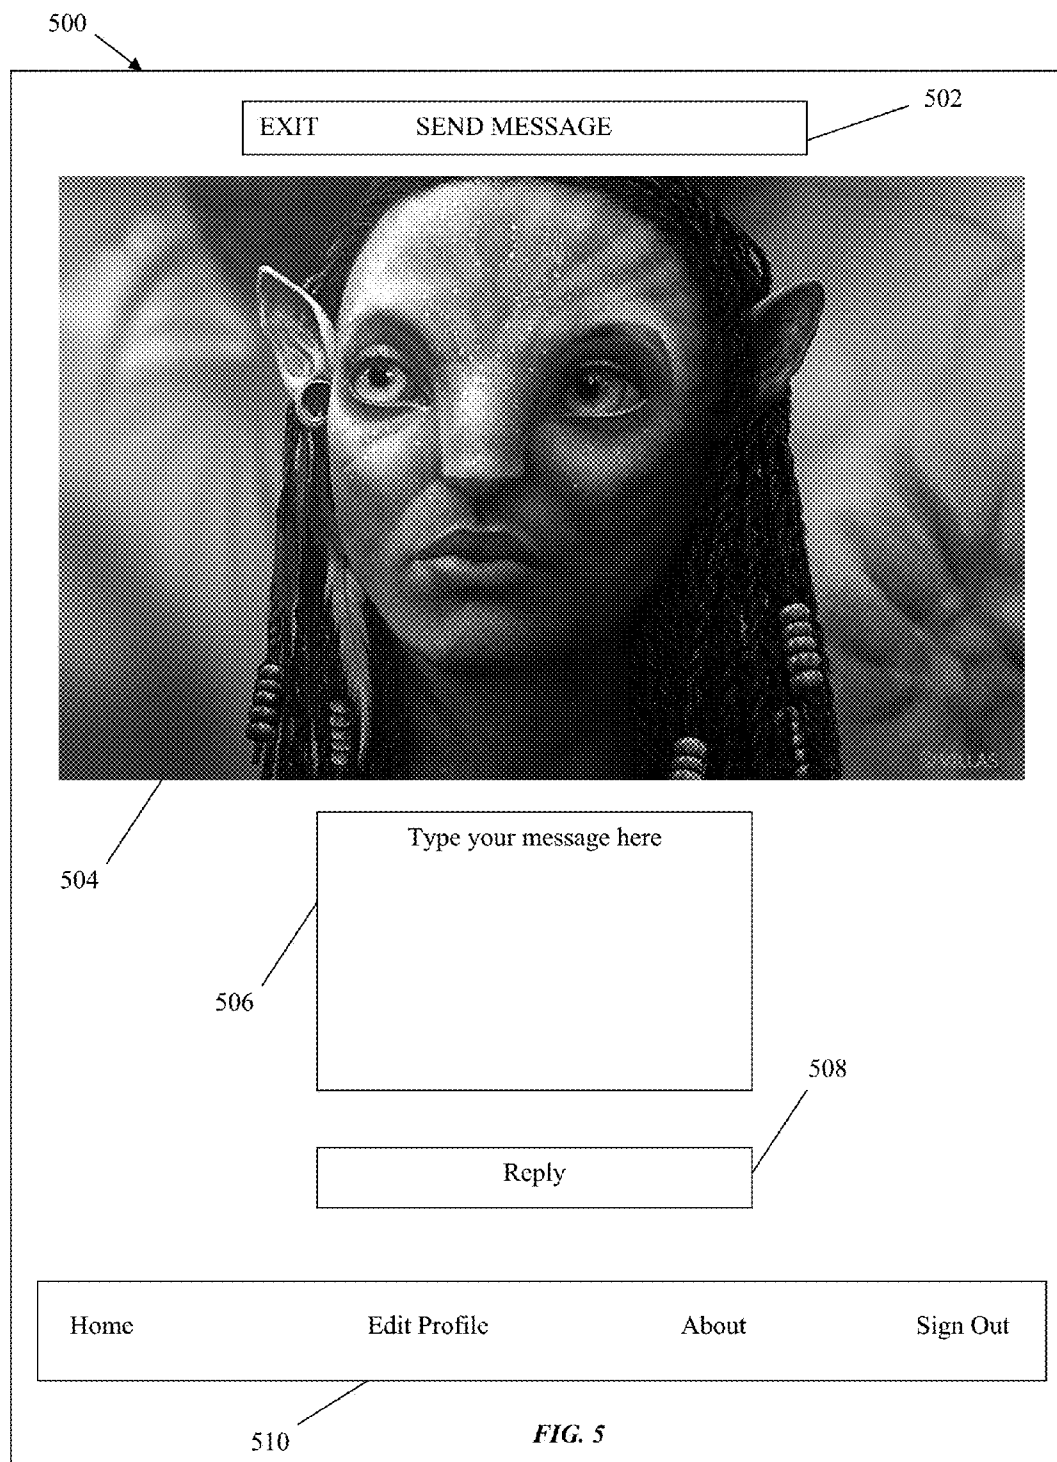 500
502
EXIT SEND MESSAGE
504
Type your message here
506
508
Reply
Home Edit Profile About Sign Out
510
FIG. 5